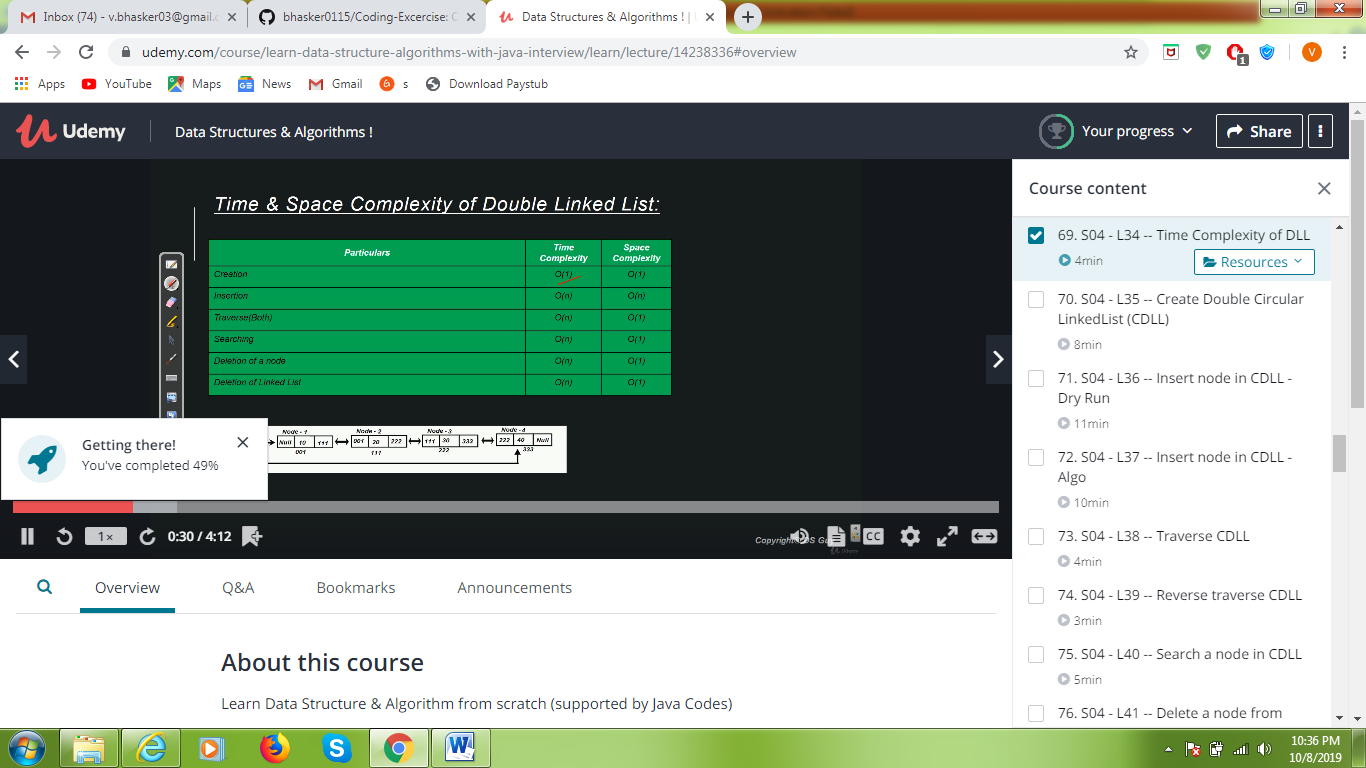 Inbox (74) - v.bhasker03@gmail.c
bhasker0115/Coding-Excercise: C
Data Structures & Algorithms ! | U
udemy.com/course/learn-data-structure-algorithms-with-java-interview/learn/lecture/14238336#overview
1
V
Apps YouTube Maps News Gmail s Download Paystub
Udemy Data Structures & Algorithms ! Your progress Share
Time & Space Complexity of Double Linked List:
Particulars Time Complexity Space Complexity
Creation O(1) O(1)
Insertion O(n) O(n)
Traverse(Both) O(n) O(1)
Searching O(n) O(1)
Deletion of a node O(n) O(1)
Deletion of Linked List O(n) O(1)
Node - 1 Node - 2 Node - 3 Node - 4
Null 10 111 001 20 222 111 30 333 222 40 Null
001 111 222 333
Getting there!
You've completed 49%
1x 0:30 / 4:12 CC
Copyright
Udemy
Course content
69. S04 - L34 -- Time Complexity of DLL
4min Resources
70. S04 - L35 -- Create Double Circular
LinkedList (CDLL)
8min
71. S04 - L36 -- Insert node in CDLL -
Dry Run
11min
72. S04 - L37 -- Insert node in CDLL -
Algo
10min
73. S04 - L38 -- Traverse CDLL
4min
74. S04 - L39 -- Reverse traverse CDLL
3min
75. S04 - L40 -- Search a node in CDLL
5min
76. S04 - L41 -- Delete a node from
Overview Q&A Bookmarks Announcements
About this course
Learn Data Structure & Algorithm from scratch (supported by Java Codes)
10:36 PM
10/8/2019